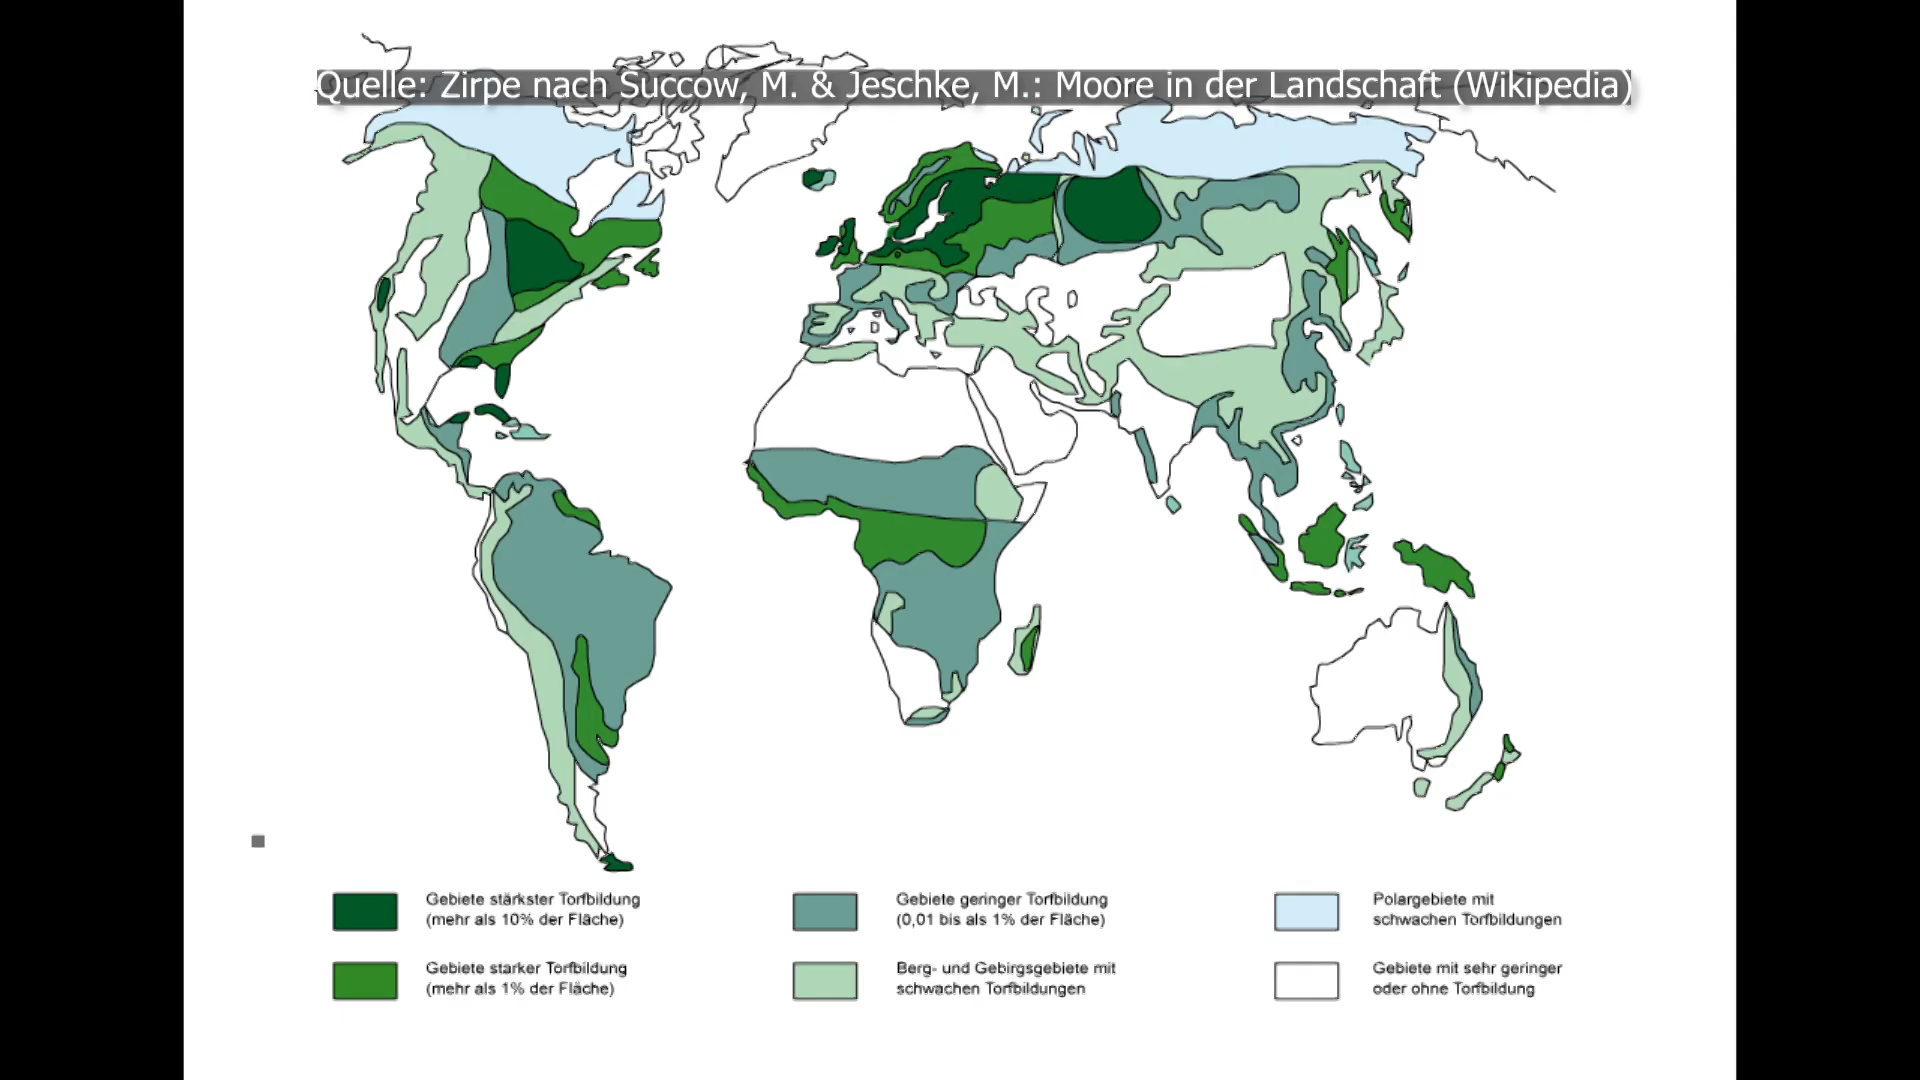 Quelle: Zirpe nach Succow, M. & Jeschke, M.: Moore in der Landschaft (Wikipedia)
Gebiete stärkster Torfbildung
(mehr als 10% der Fläche)
Gebiete starker Torfbildung
(mehr als 1% der Fläche)
Gebiete geringer Torfbildung
(0,01 bis als 1% der Fläche)
Berg- und Gebirgsgebiete mit
schwachen Torfbildungen
Polargebiete mit
schwachen Torfbildungen
Gebiete mit sehr geringer
oder ohne Torfbildung